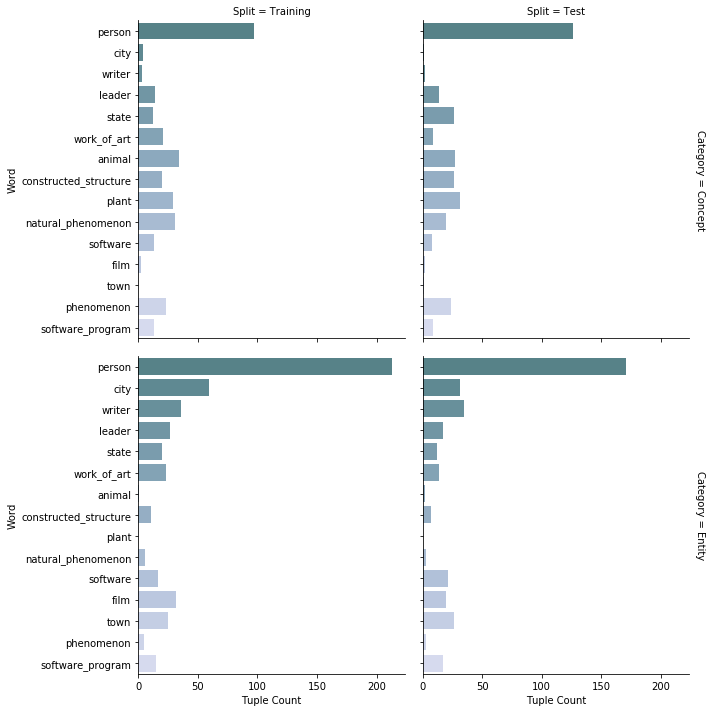 Split = Training
Split = Test
person
city
writer
leader
state
work_of_art
animal
constructed_structure
plant
natural_phenomenon
software
film
town
phenomenon
software_program
Word
Category = Concept
person
city
writer
leader
state
work_of_art
animal
constructed_structure
plant
natural_phenomenon
software
film
town
phenomenon
software_program
Word
Category = Entity
0 50 100 150 200
Tuple Count
0 50 100 150 200
Tuple Count